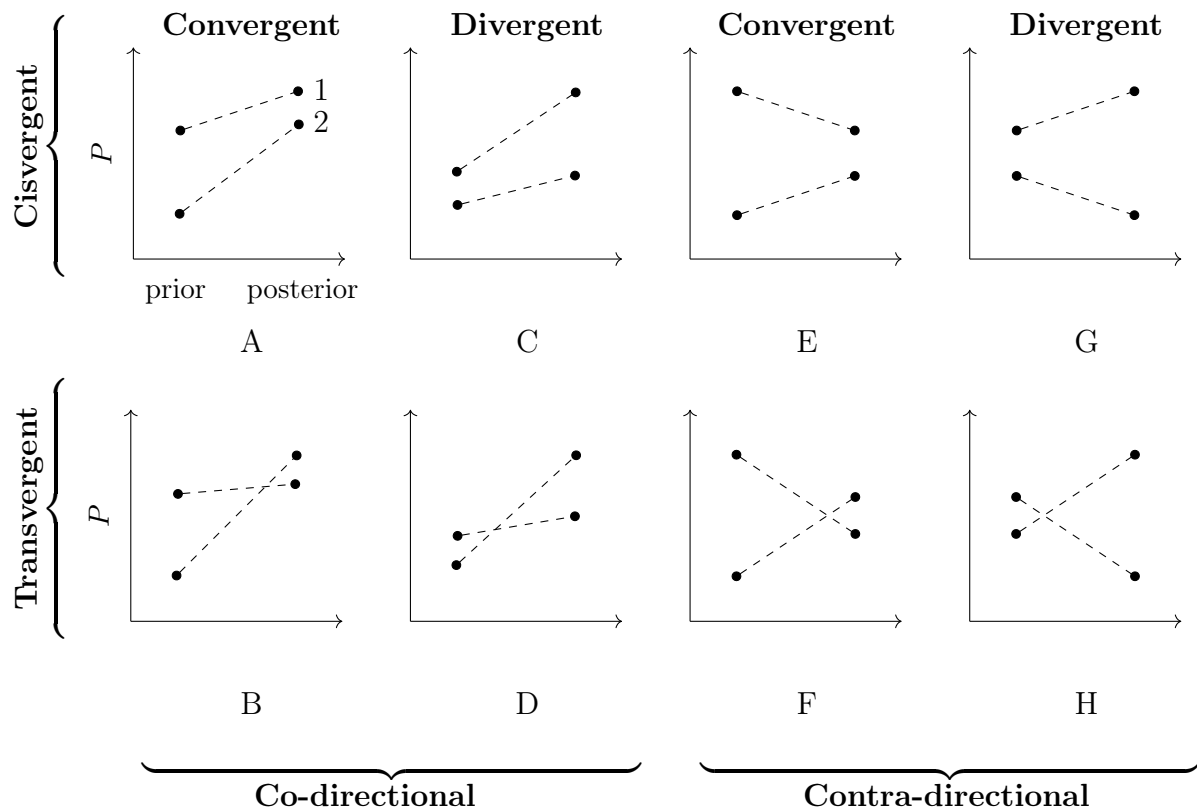 Convergent Divergent Convergent Divergent
Cisvergent
P
1
2
prior posterior
A C E G
Transvergent
P
B D F H
Co-directional Contra-directional